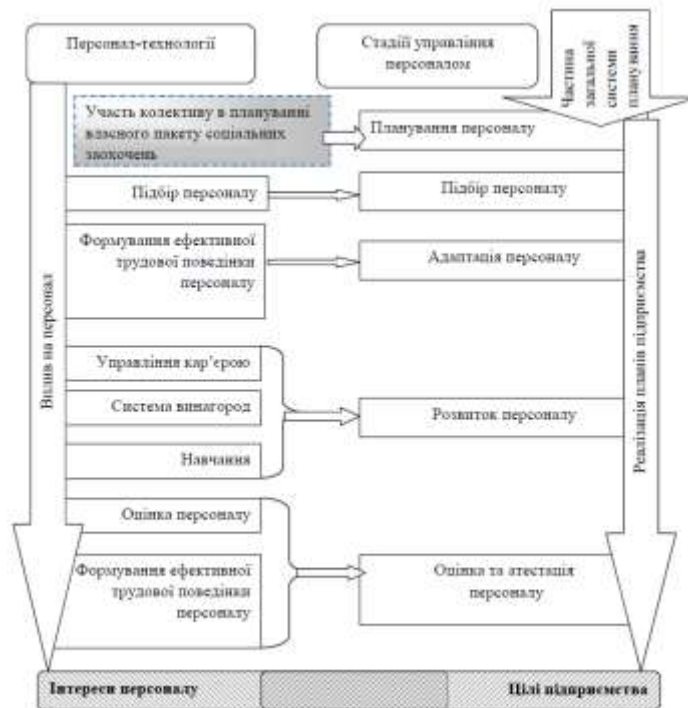 Персонал-технології
Стадіїї управління
персоналом
Частина
загальної
системи
планування
Участь колективу в плануванні
власного пакету соціальних
заохочень
Планування персоналу
Підбір персоналу
Підбір персоналу
Формування ефективної
трудової поведінки
персоналу
Адаптація персоналу
Вплив на персонал
Реалізація планів підприємства
Управління кар’єрою
Система винагород
Навчання
Розвиток персоналу
Оцінка персоналу
Формування ефективної
трудової поведінки
персоналу
Оцінка та атестація
персоналу
Інтереси персоналу
Цілі підприємства